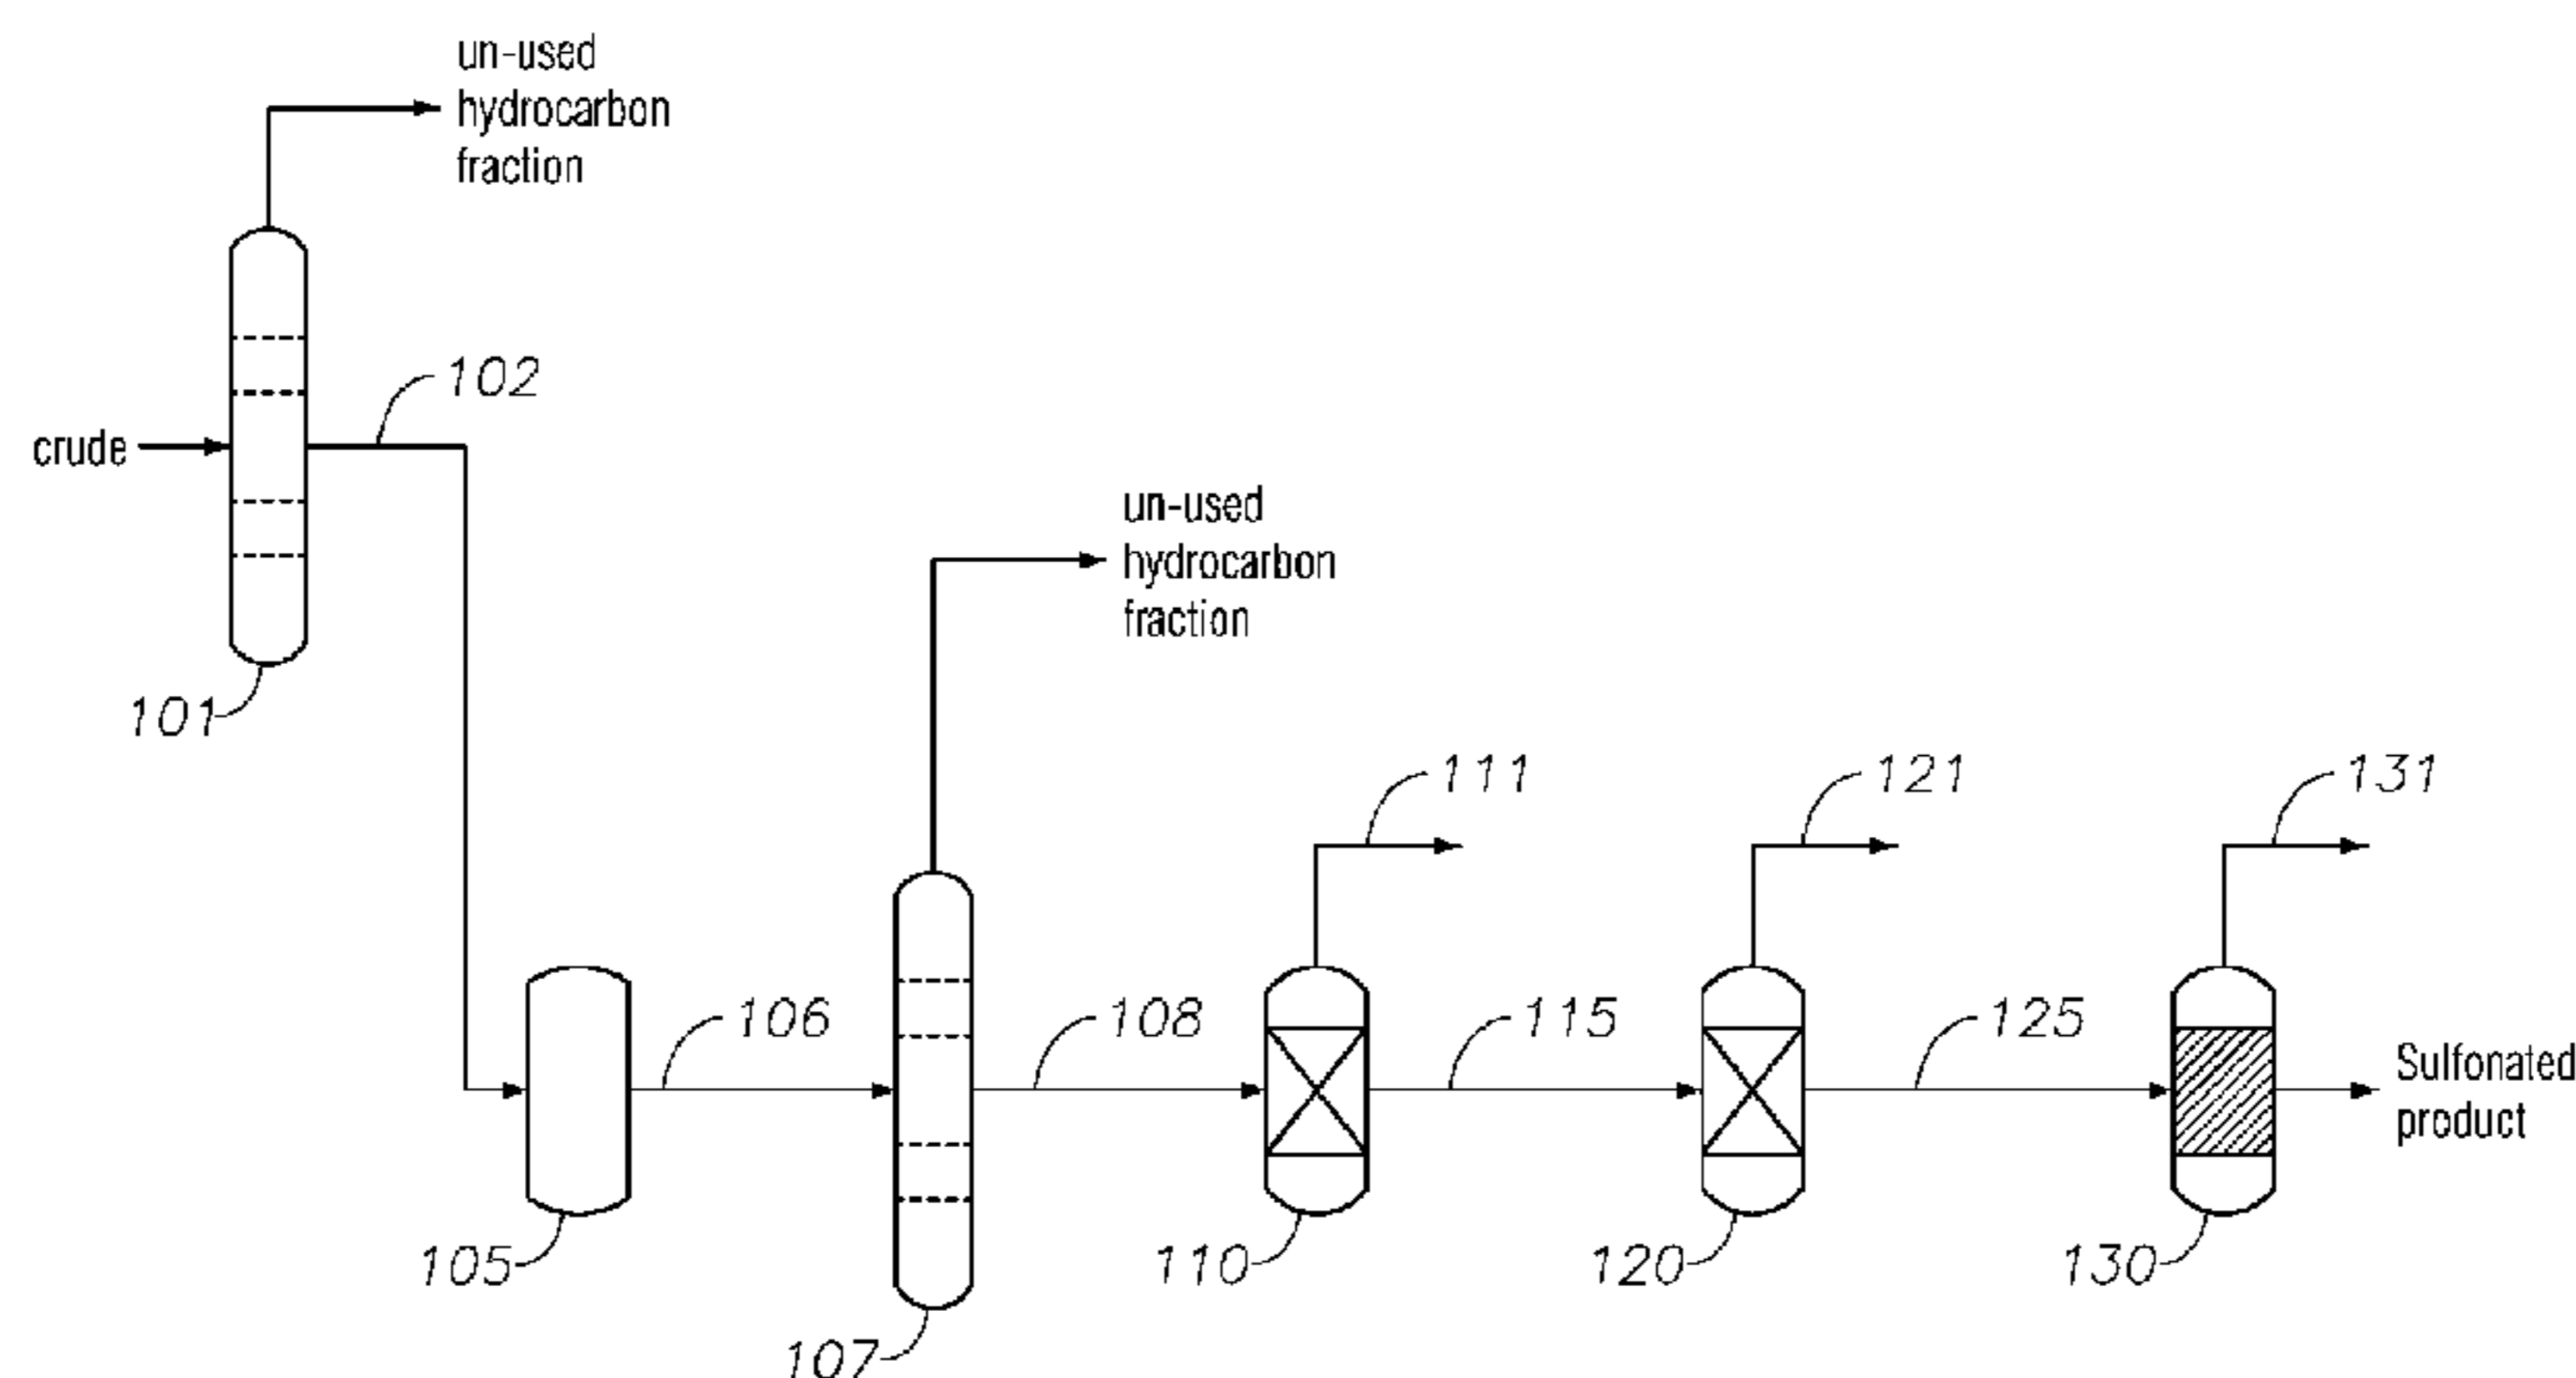 un-used
hydrocarbon
fraction
102
crude
101
un-used
hydrocarbon
fraction
111
121
131
106
108
115
125
Sulfonated
product
105
110
120
130
107